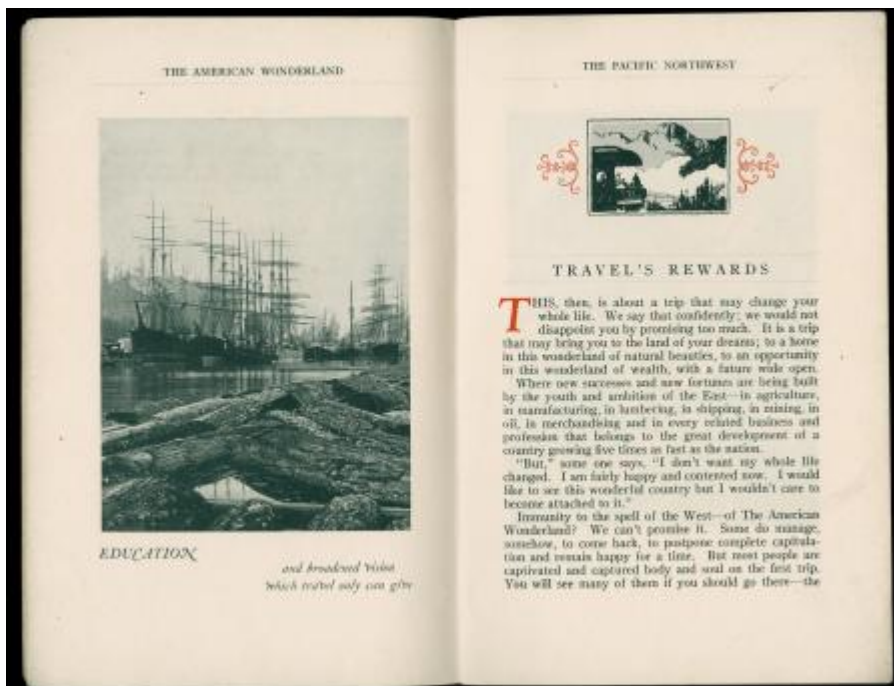 THE AMERICAN WONDERLAND
EDUCATION
and broadened vision
which travel only can give
THE PACIFIC NORTHWEST
TRAVEL'S REWARDS
THIS, then, is about a trip that may change your
whole life. We say that confidently; we would not
disappoint you by promising too much. It is a trip
that may bring you to the land of your dreams; to a home
in this wonderland of natural beauties, to an opportunity
in this wonderland of wealth, with a future wide open.
Where new successes and new fortunes are being built
by the youth and ambition of the East—in agriculture,
in manufacturing, in lumbering, in shipping, in mining, in
oil, in merchandising and in every related business and
profession that belongs to the great development of a
country growing five times as fast as the nation.
"But," some one says, "I don't want my whole life
changed. I am fairly happy and contented now. I would
like to see this wonderful country but I wouldn't care to
become attached to it."
Immunity to the spell of the West—of The American
Wonderland? We can't promise it. Some do manage,
somehow, to come back, to postpone complete capitula-
tion and remain happy for a time. But most people are
captivated and captured body and soul on the first trip.
You will see many of them if you should go there—the